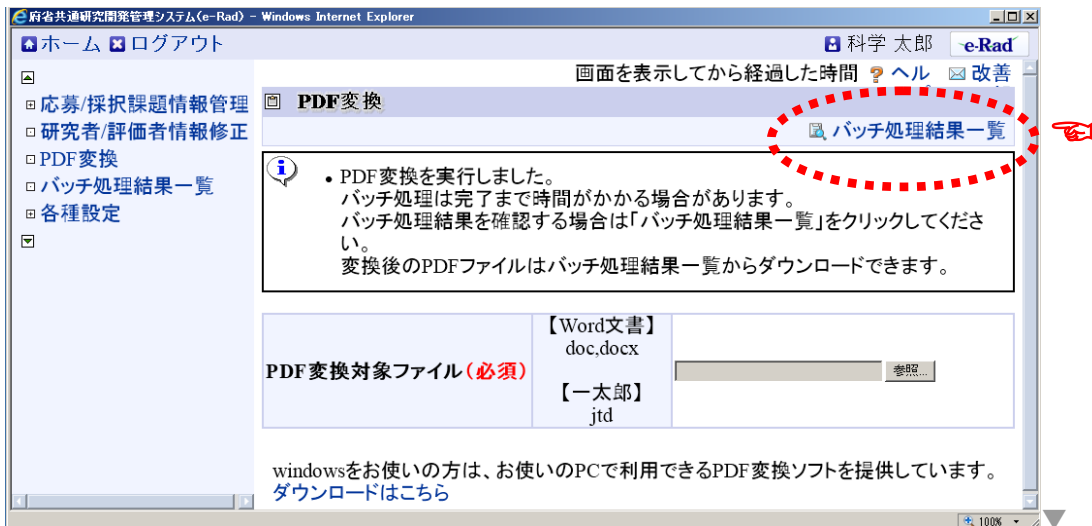 府省共通研究開発管理システム(e-Rad) - Windows Internet Explorer
ホーム ログアウト
科学 太郎 e-Rad
画面を表示してから経過した時間 ヘル 改善
応募/採択課題情報管理
研究者/評価者情報修正
PDF変換
バッチ処理結果一覧
各種設定
PDF変換
バッチ処理結果一覧
・PDF変換を実行しました。
バッチ処理は完了まで時間がかかる場合があります。
バッチ処理結果を確認する場合は「バッチ処理結果一覧」をクリックしてくださ
い。
変換後のPDFファイルはバッチ処理結果一覧からダウンロードできます。
PDF変換対象ファイル(必須)
【Word文書】
doc,docx
【一太郎】
jtd
参照...
windowsをお使いの方は、お使いのPCで利用できるPDF変換ソフトを提供しています。
ダウンロードはこちら
100%